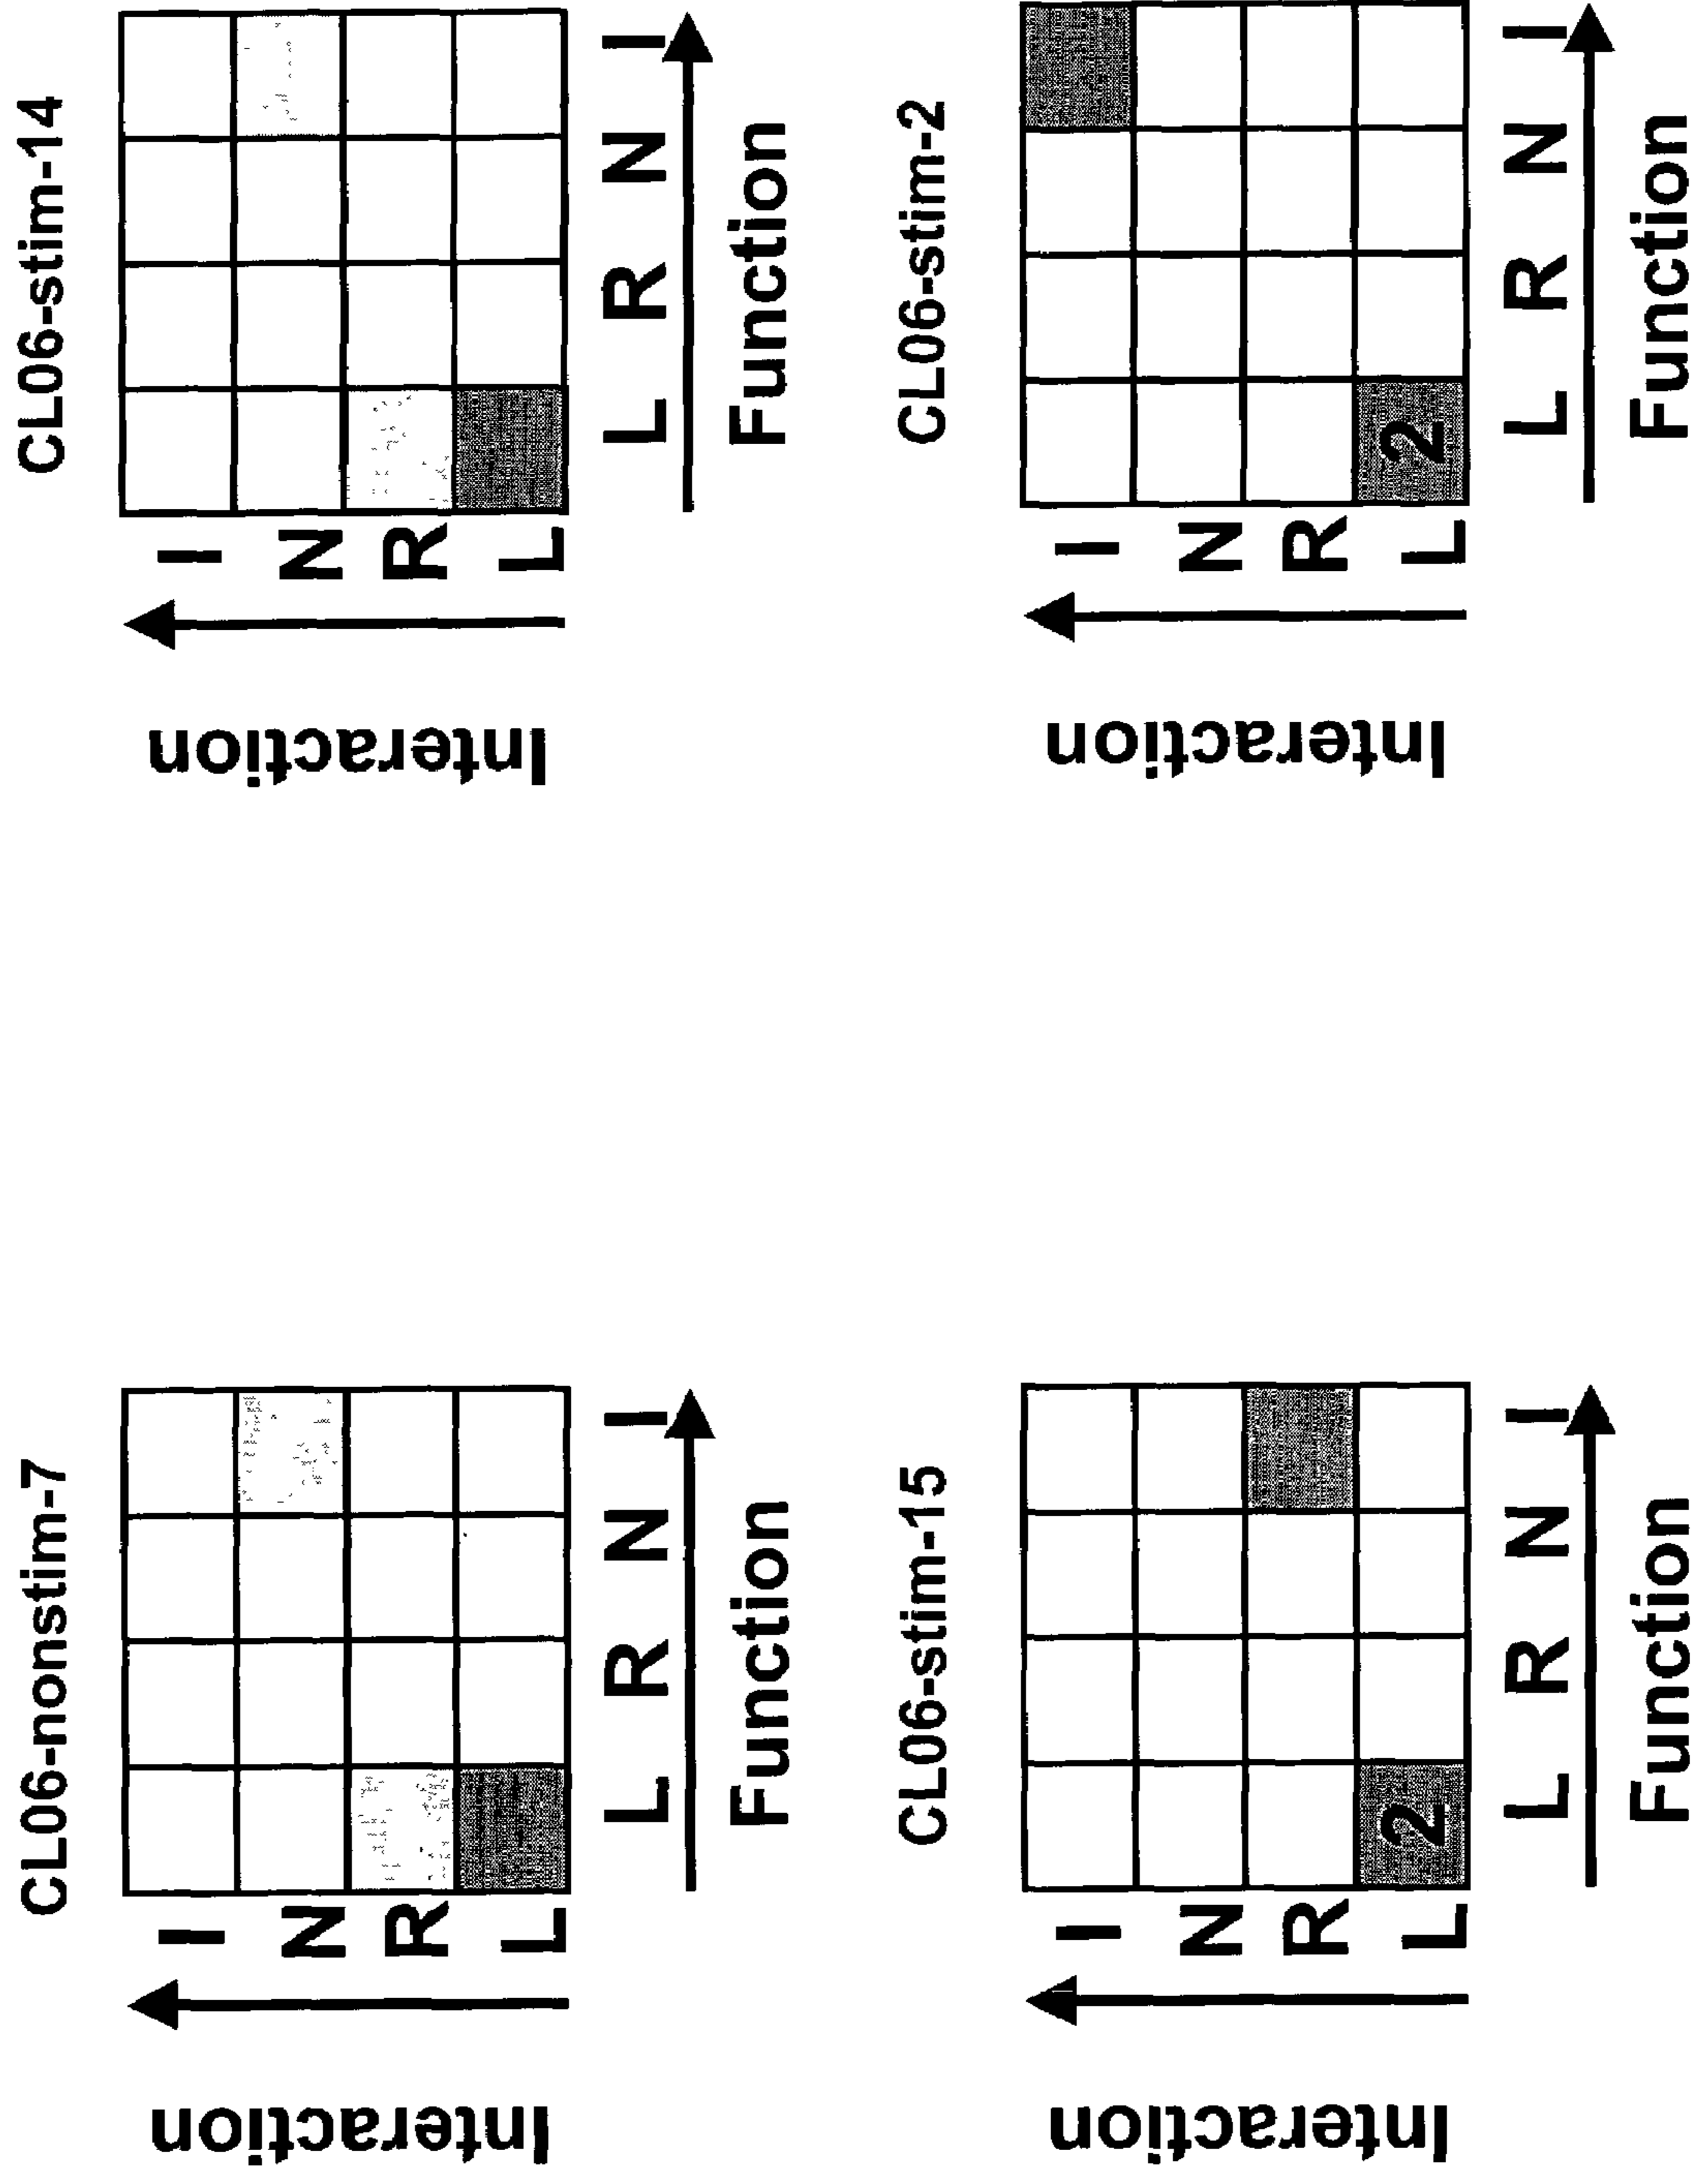 CL06-nonstim-7
Interaction
I
N
R
L
L R N I
Function
CL06-stim-14
Interaction
I
N
R
L
L R N I
Function
CL06-stim-15
Interaction
I
N
R
L
2
L R N I
Function
CL06-stim-2
Interaction
I
N
R
L
2
L R N I
Function